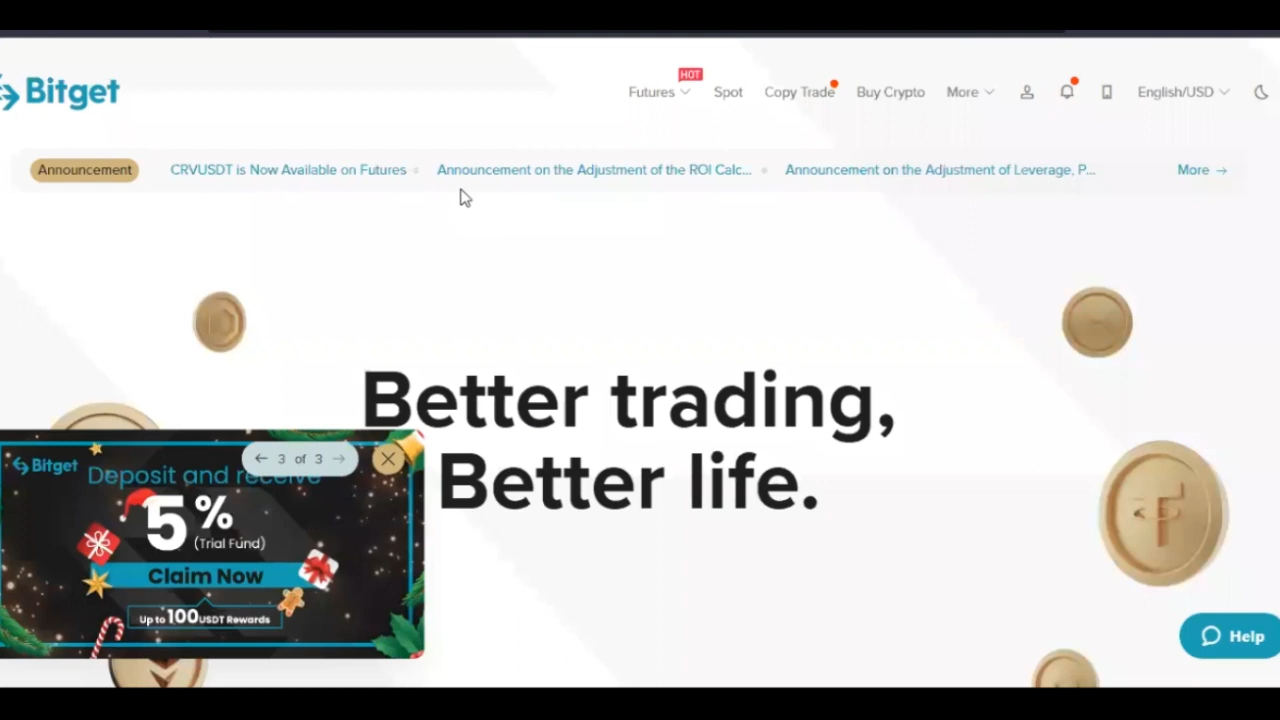 Bitget
HOT
Futures Spot Copy Trade Buy Crypto More English/USD
Announcement CRVUSDT is Now Available on Futures Announcement on the Adjustment of the ROI Calc... Announcement on the Adjustment of Leverage, P... More →
Better trading,
Better life.
← 3 of 3 →
Bitget
Deposit and receive
5%
(Trial Fund)
Claim Now
Up to 100 USDT Rewards
Help